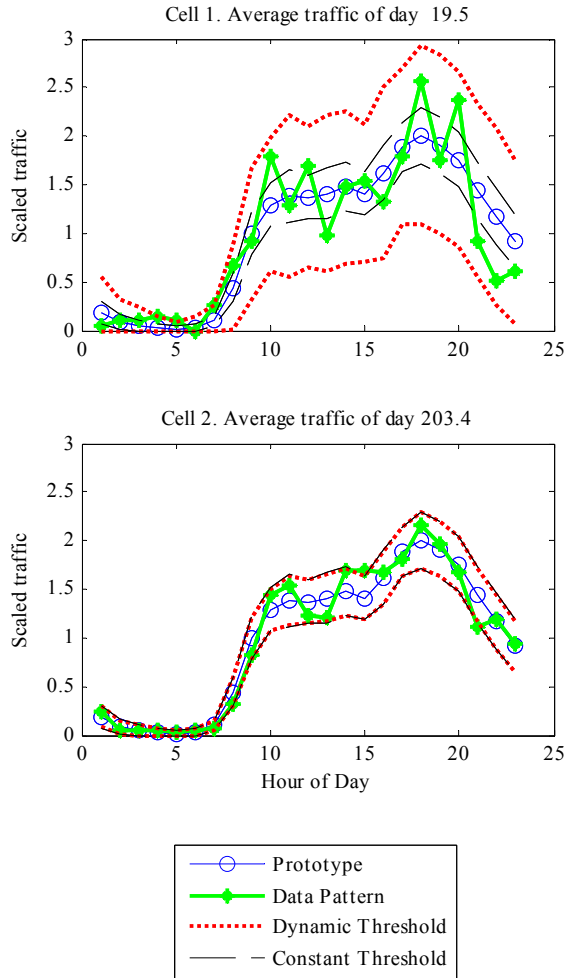 Cell 1. Average traffic of day 19.5
3
2.5
2
1.5
1
0.5
0
Scaled traffic
0 5 10 15 20 25
Cell 2. Average traffic of day 203.4
3
2.5
2
1.5
1
0.5
0
Scaled traffic
0 5 10 15 20 25
Hour of Day
Prototype
Data Pattern
Dynamic Threshold
Constant Threshold